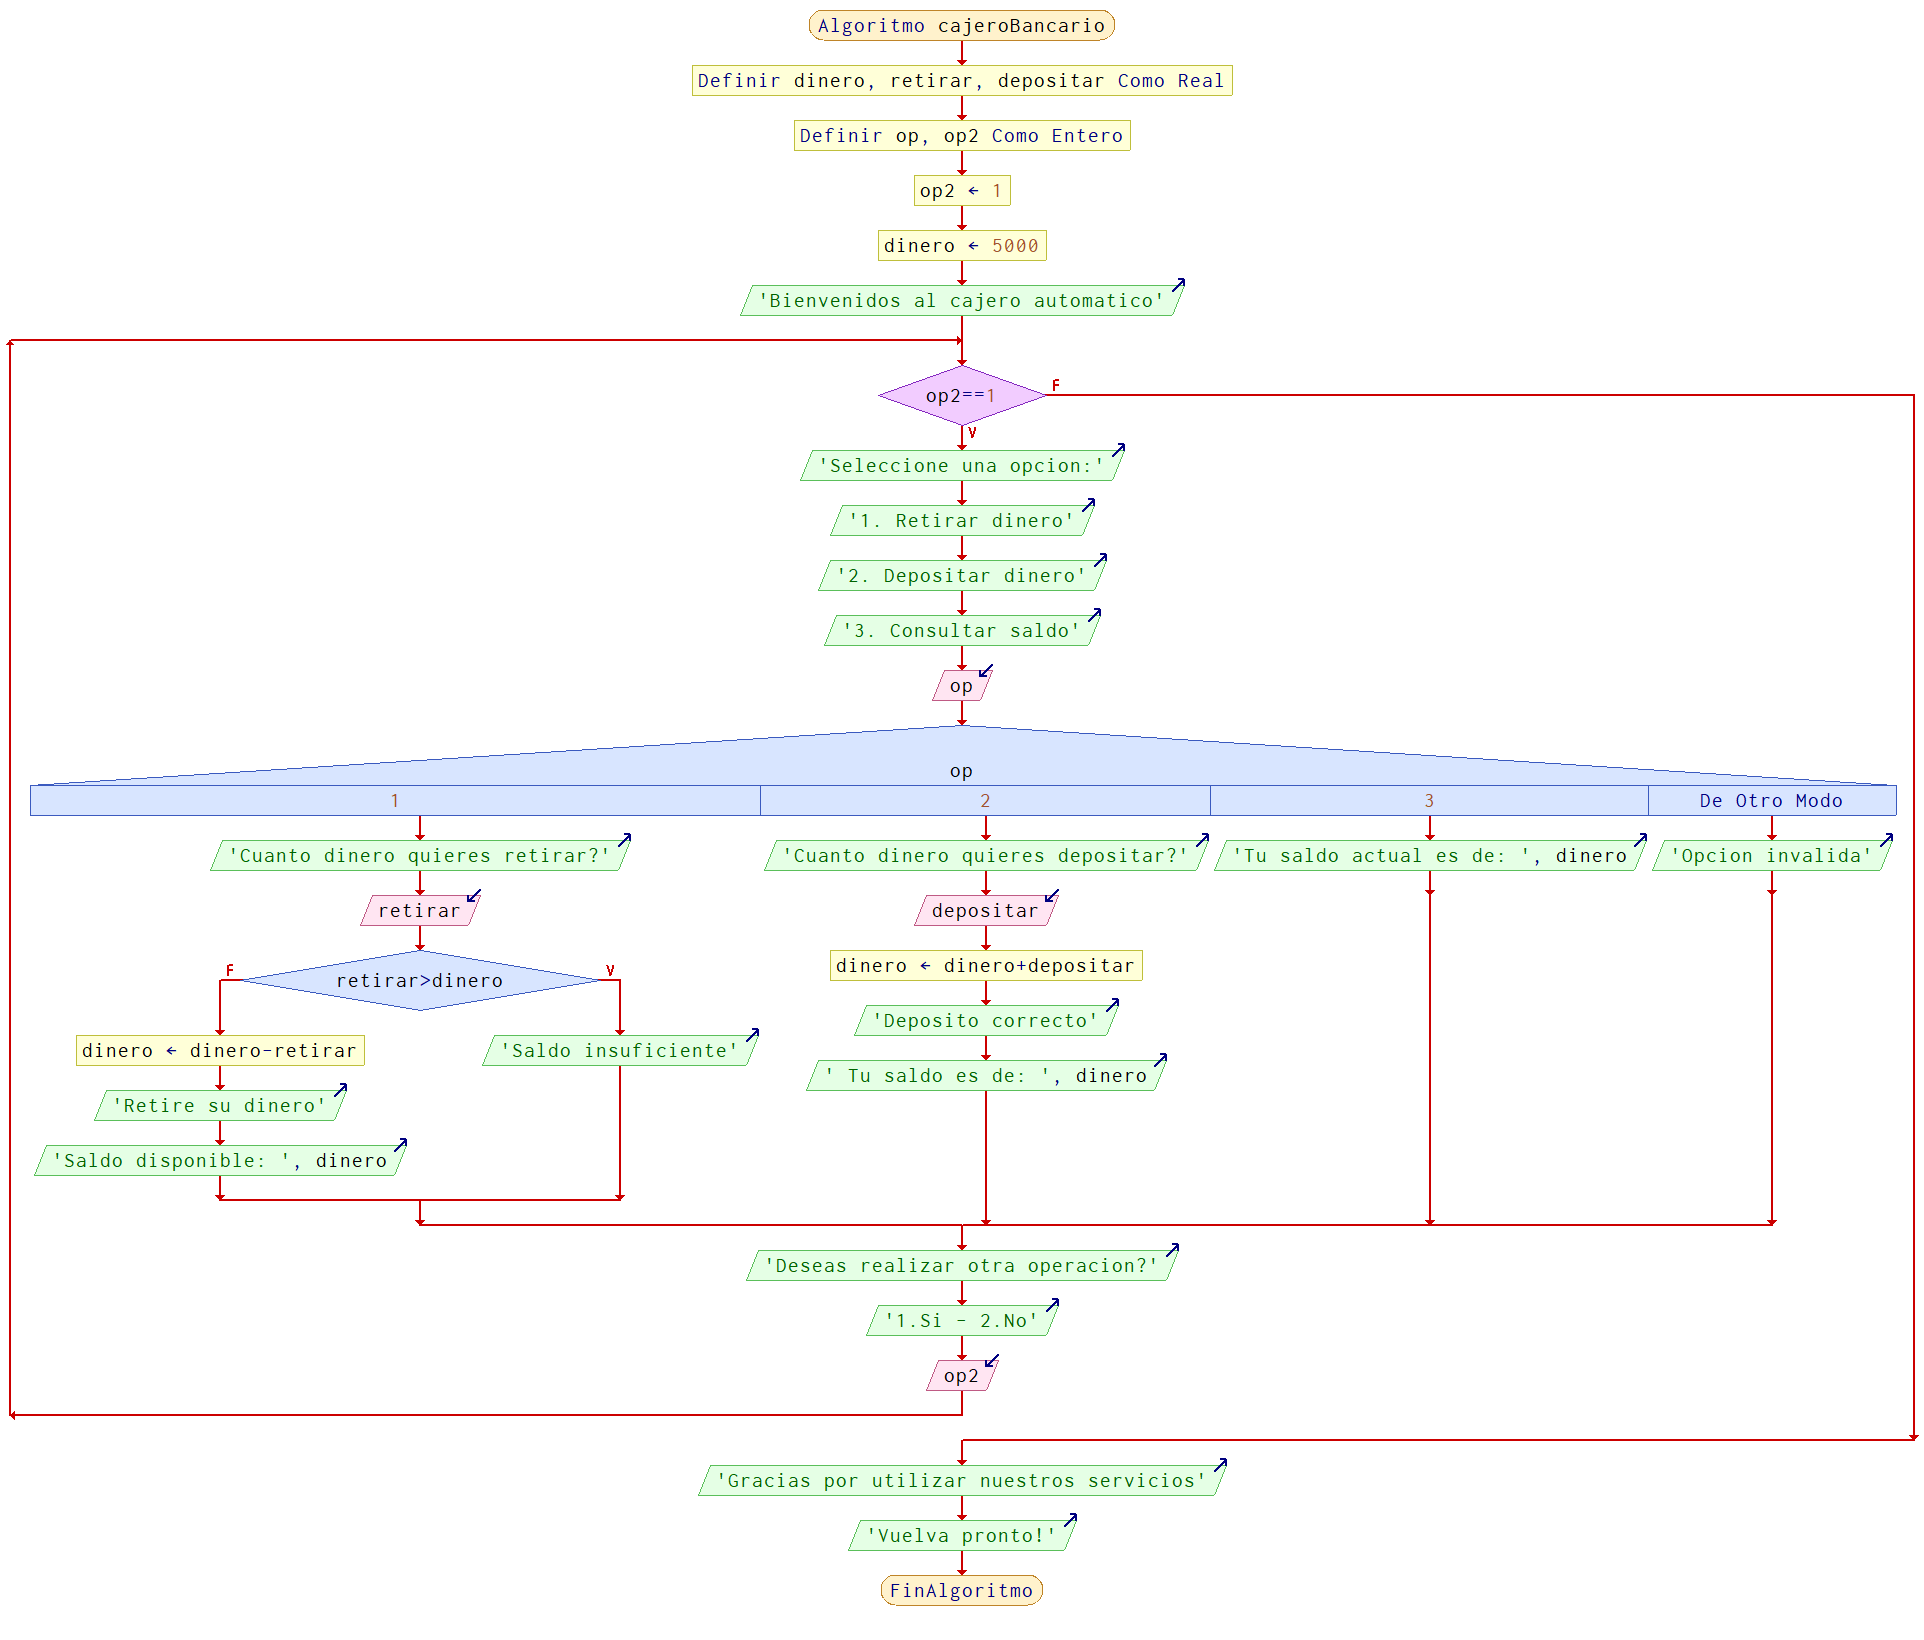 Algoritmo cajeroBancario
Definir dinero, retirar, depositar Como Real
Definir op, op2 Como Entero
op2 ← 1
dinero ← 5000
'Bienvenidos al cajero automatico'
op2==1
F
V
'Seleccione una opcion:'
'1. Retirar dinero'
'2. Depositar dinero'
'3. Consultar saldo'
op
op
1
2
3
De Otro Modo
'Cuanto dinero quieres retirar?'
retirar
retirar>dinero
F
V
dinero ← dinero-retirar
'Retire su dinero'
'Saldo disponible: ', dinero
'Saldo insuficiente'
'Cuanto dinero quieres depositar?'
depositar
dinero ← dinero+depositar
'Deposito correcto'
' Tu saldo es de: ', dinero
'Tu saldo actual es de: ', dinero
'Opcion invalida'
'Deseas realizar otra operacion?'
'1.Si - 2.No'
op2
'Gracias por utilizar nuestros servicios'
'Vuelva pronto!'
FinAlgoritmo